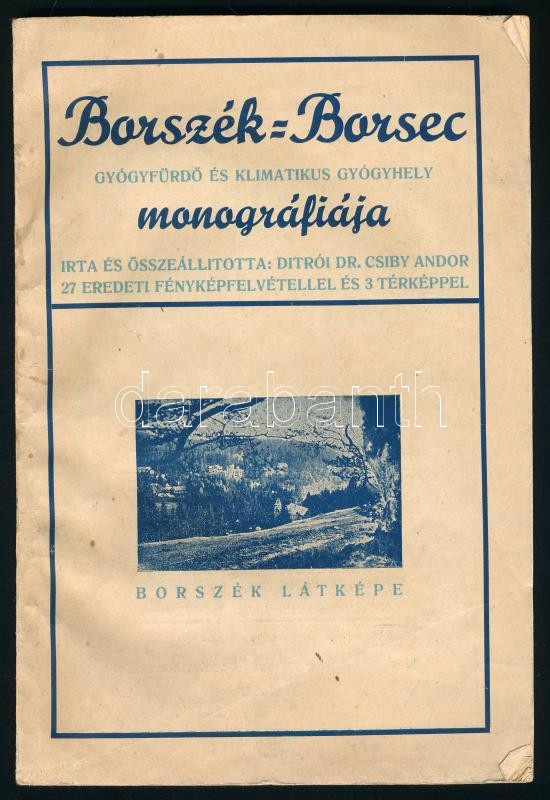 Borszék=Borsec
GYÓGYFÜRDŐ ÉS KLIMATIKUS GYÓGYHELY
monográfiája
IRTA ÉS ÖSSZEÁLLITOTTA: DITRÓI DR. CSIBY ANDOR
27 EREDETI FÉNYKÉPFELVÉTELLEL ÉS 3 TÉRKÉPPEL
darabanth
BORSZÉK LÁTKÉPE